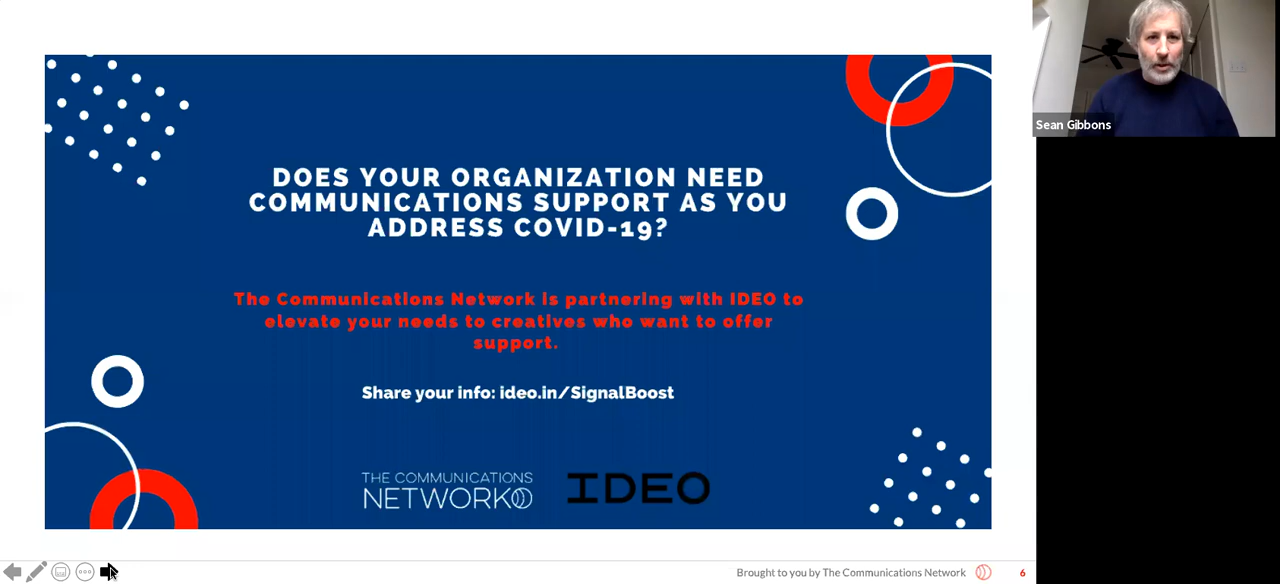 DOES YOUR ORGANIZATION NEED
COMMUNICATIONS SUPPORT AS YOU
ADDRESS COVID-19?
The Communications Network is partnering with IDEO to
elevate your needs to creatives who want to offer
support.
Share your info: ideo.in/SignalBoost
THE COMMUNICATIONS
NETWORK
IDEO
Sean Gibbons
Brought to you by The Communications Network
6